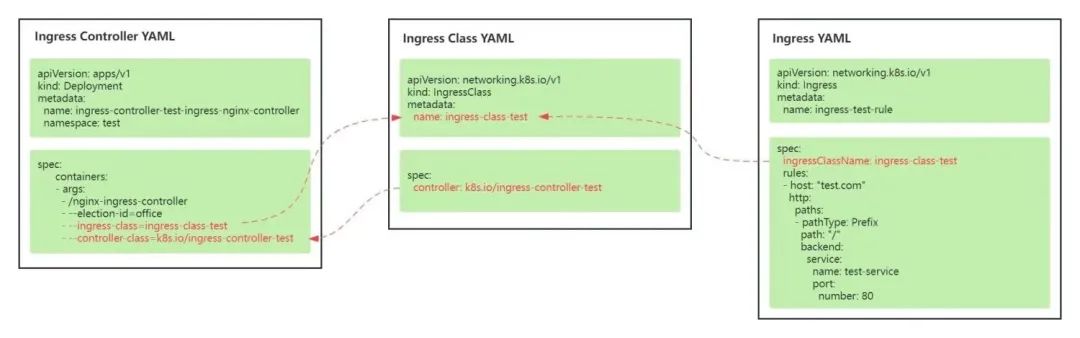 Ingress Controller YAML
apiVersion: apps/v1
kind: Deployment
metadata:
name: ingress-controller-test-ingress-nginx-controller
namespace: test
spec:
containers:
- args:
- /nginx-ingress-controller
- --election-id=office
- --ingress-class=ingress-class-test
- --controller-class=k8s.io/ingress-controller-test
Ingress Class YAML
apiVersion: networking.k8s.io/v1
kind: IngressClass
metadata:
name: ingress-class-test
spec:
controller: k8s.io/ingress-controller-test
Ingress YAML
apiVersion: networking.k8s.io/v1
kind: Ingress
metadata:
name: ingress-test-rule
spec:
ingressClassName: ingress-class-test
rules:
- host: "test.com"
http:
paths:
- pathType: Prefix
path: "/"
backend:
service:
name: test-service
port:
number: 80